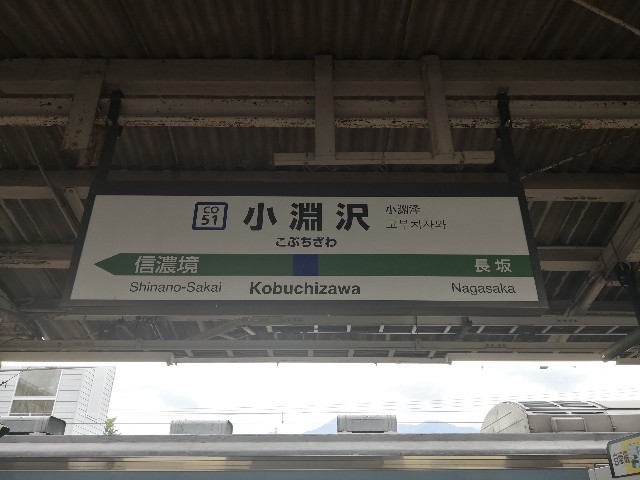 CO
51
小淵沢
こぶちざわ
小渊泽
고부치자와
信濃境
長坂
Shinano-Sakai
Kobuchizawa
Nagasaka